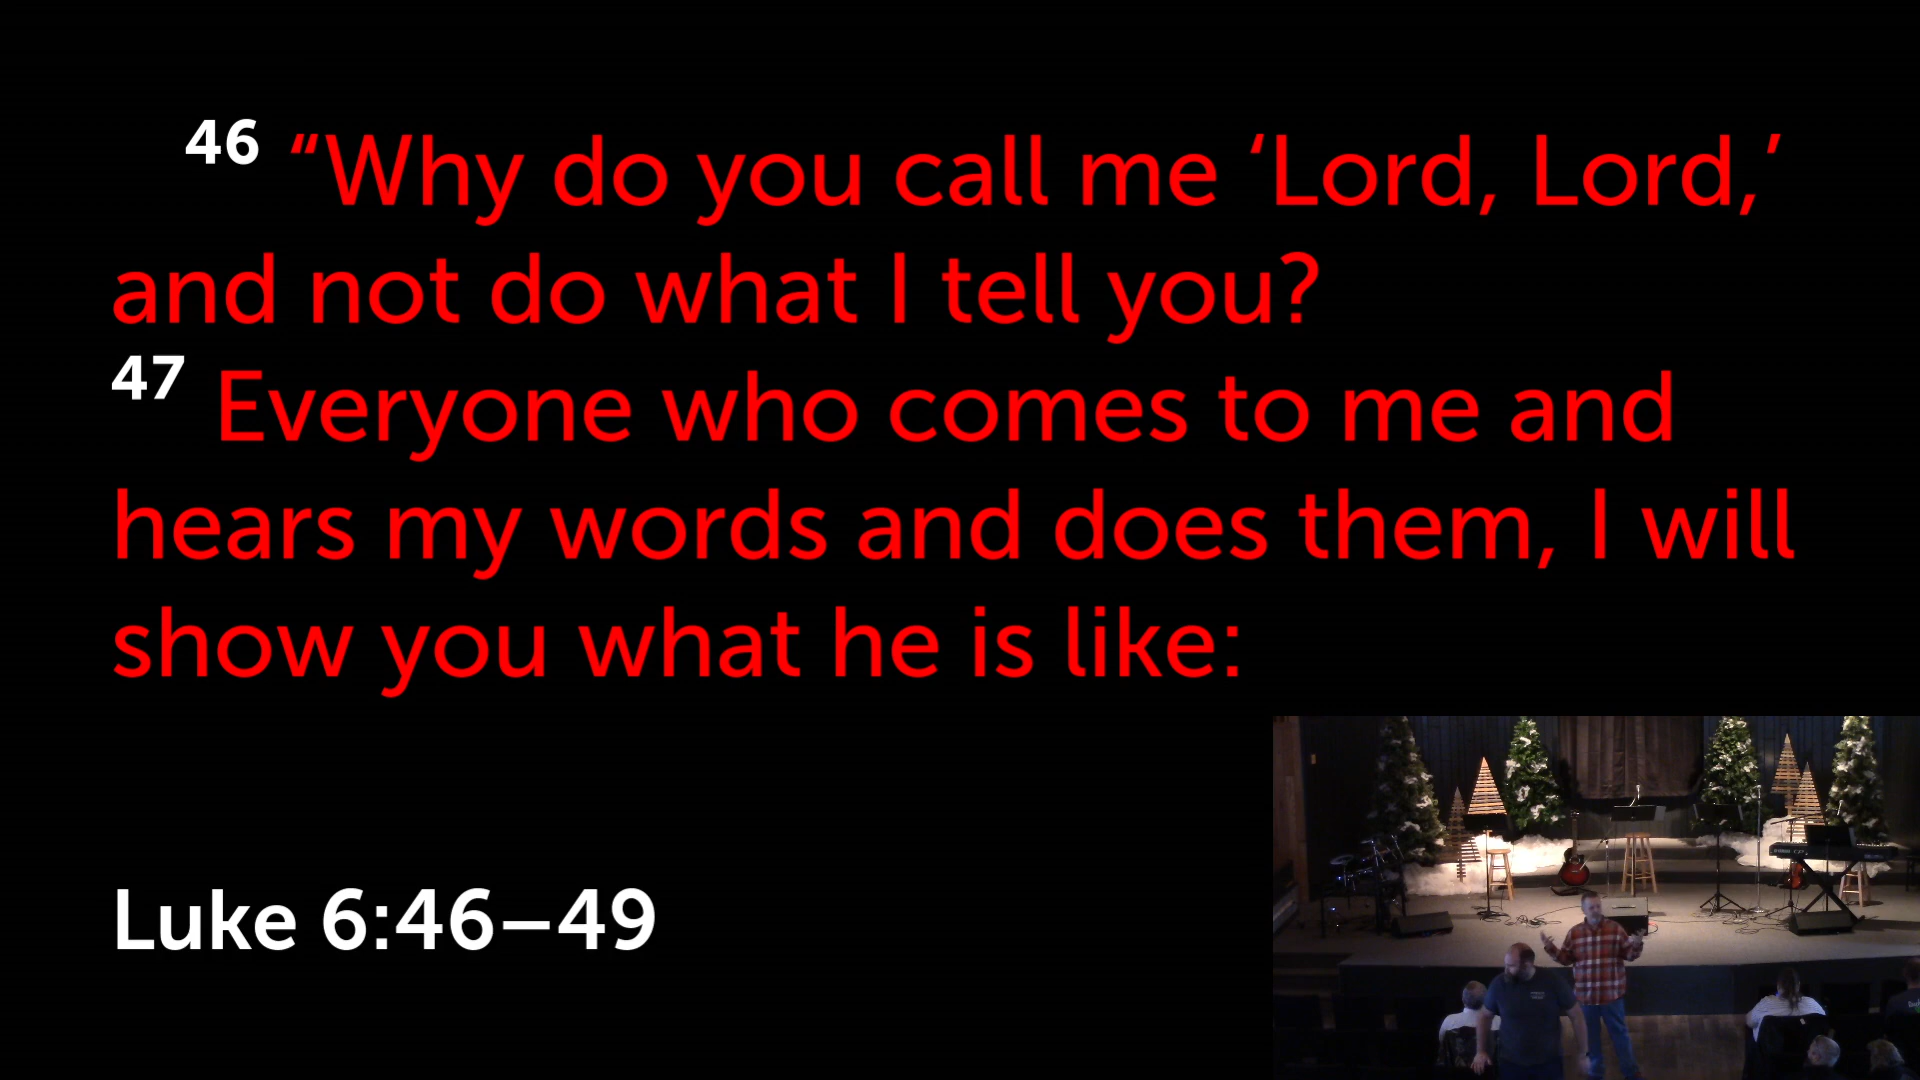 46 “Why do you call me ‘Lord, Lord,’
and not do what I tell you?
47 Everyone who comes to me and
hears my words and does them, I will
show you what he is like:
Luke 6:46–49